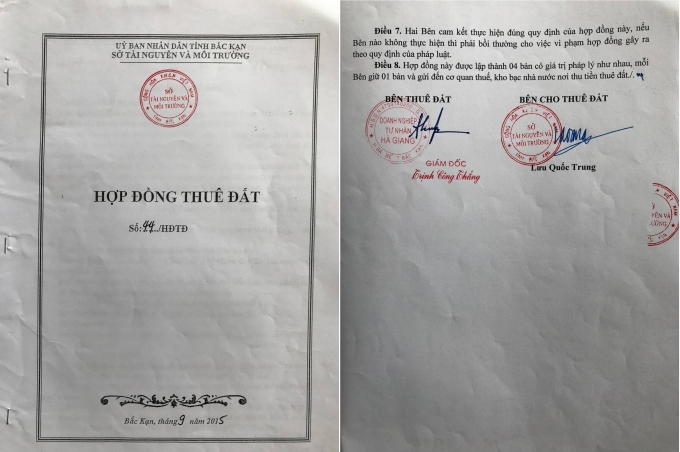 ỦY BAN NHÂN DÂN TỈNH BẮC KẠN
SỞ TÀI NGUYÊN VÀ MÔI TRƯỜNG
SỞ
TÀI NGUYÊN VÀ
MÔI TRƯỜNG
HỢP ĐỒNG THUÊ ĐẤT
Số: 44../HĐTĐ
Bắc Kạn, tháng 9 năm 2015
Điều 7. Hai Bên cam kết thực hiện đúng quy định của hợp đồng này, nếu
Bên nào không thực hiện thì phải bồi thường cho việc vi phạm hợp đồng gây ra
theo quy định của pháp luật.
Điều 8. Hợp đồng này được lập thành 04 bản có giá trị pháp lý như nhau, mỗi
Bên giữ 01 bản và gửi đến cơ quan thuế, kho bạc nhà nước nơi thu tiền thuê đất./.
BÊN THUÊ ĐẤT
BÊN CHO THUÊ ĐẤT
DOANH NGHIỆP
TƯ NHÂN
HÀ GIANG
GIÁM ĐỐC
Trịnh Công Thắng
SỞ
TÀI NGUYÊN VÀ
MÔI TRƯỜNG
Lưu Quốc Trung